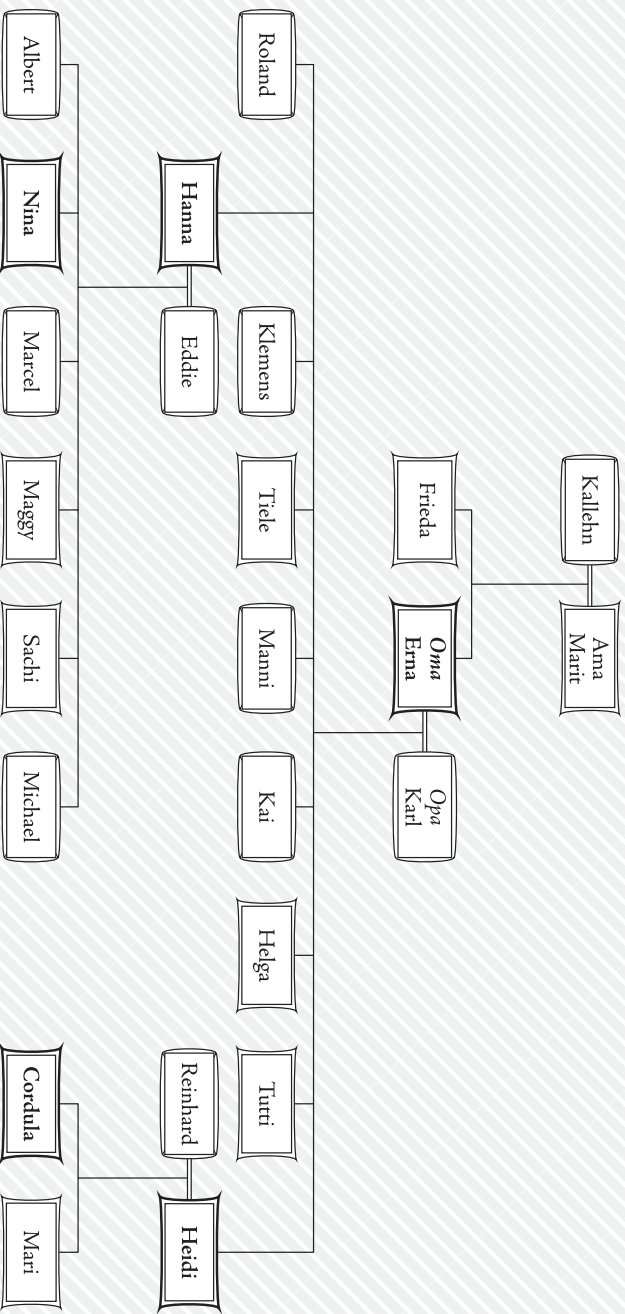 Kallehn
Ama
Marit
Frieda
Oma
Erna
Opa
Karl
Roland
Klemens
Tiele
Manni
Kai
Helga
Tutti
Hanna
Eddie
Reinhard
Heidi
Albert
Nina
Marcel
Maggy
Sachi
Michael
Cordula
Mari